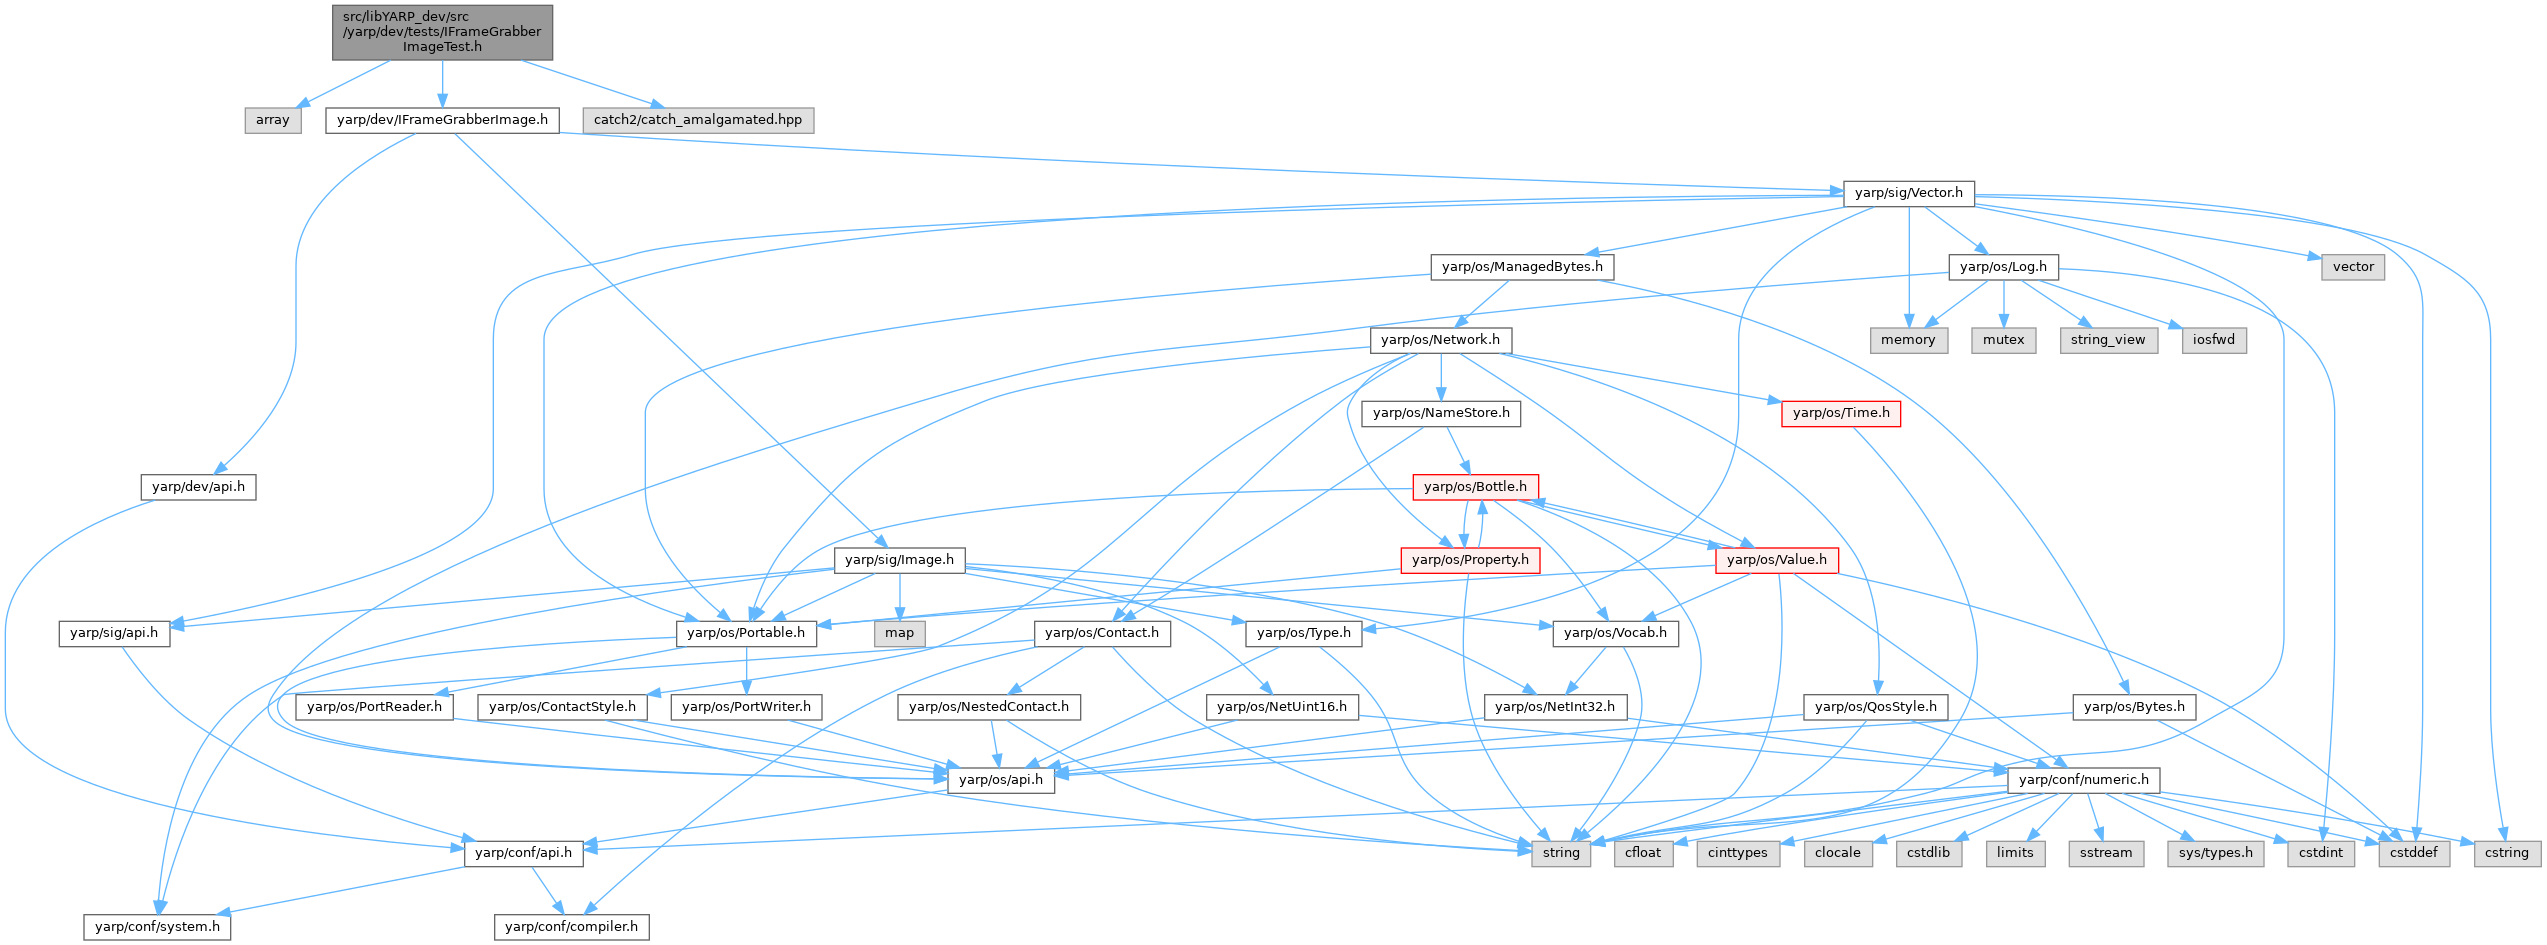 src/libYARP_dev/src
/yarp/dev/tests/IFrameGrabber
ImageTest.h
array
yarp/dev/IFrameGrabberImage.h
catch2/catch_amalgamated.hpp
yarp/sig/Vector.h
yarp/os/ManagedBytes.h
yarp/os/Log.h
vector
yarp/os/Network.h
memory
mutex
string_view
iosfwd
yarp/os/NameStore.h
yarp/os/Time.h
yarp/dev/api.h
yarp/os/Bottle.h
yarp/sig/Image.h
yarp/os/Property.h
yarp/os/Value.h
yarp/sig/api.h
yarp/os/Portable.h
map
yarp/os/Contact.h
yarp/os/Type.h
yarp/os/Vocab.h
yarp/os/PortReader.h
yarp/os/ContactStyle.h
yarp/os/PortWriter.h
yarp/os/NestedContact.h
yarp/os/NetUint16.h
yarp/os/NetInt32.h
yarp/os/QosStyle.h
yarp/os/Bytes.h
yarp/os/api.h
yarp/conf/numeric.h
yarp/conf/api.h
string
cfloat
cinttypes
clocale
cstdlib
limits
sstream
sys/types.h
cstdint
cstddef
cstring
yarp/conf/system.h
yarp/conf/compiler.h